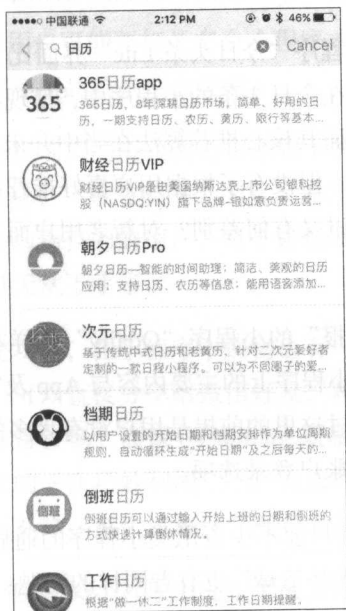 中国联通 2:12 PM 46%
日历 Cancel
365日历app
365
365日历，8年深耕日历市场，简单、好用的日
历，一期支持日历、农历、黄历、限行等基本...
财经日历VIP
财经日历VIP是由美国纳斯达克上市公司银科控
股（NASDQ:YIN）旗下品牌-银如意负责运营...
朝夕日历Pro
朝夕日历—智能的时间助理；简洁、美观的日历
应用；支持日历、农历等信息；能用语音添加...
次元日历
基于传统中式日历和老黄历、针对二次元爱好者
定制的一款日程小程序。可以为不同圈子的爱...
档期日历
以用户设置的开始日期和档期安排作为单位周期
规则，自动循环生成“开始日期”及之后每天的...
倒班日历
倒班
倒班日历可以通过输入开始上班的日期和倒班的
方式快速计算倒休情况。
工作日历
根据“做一休二”工作制度，工作日期提醒。